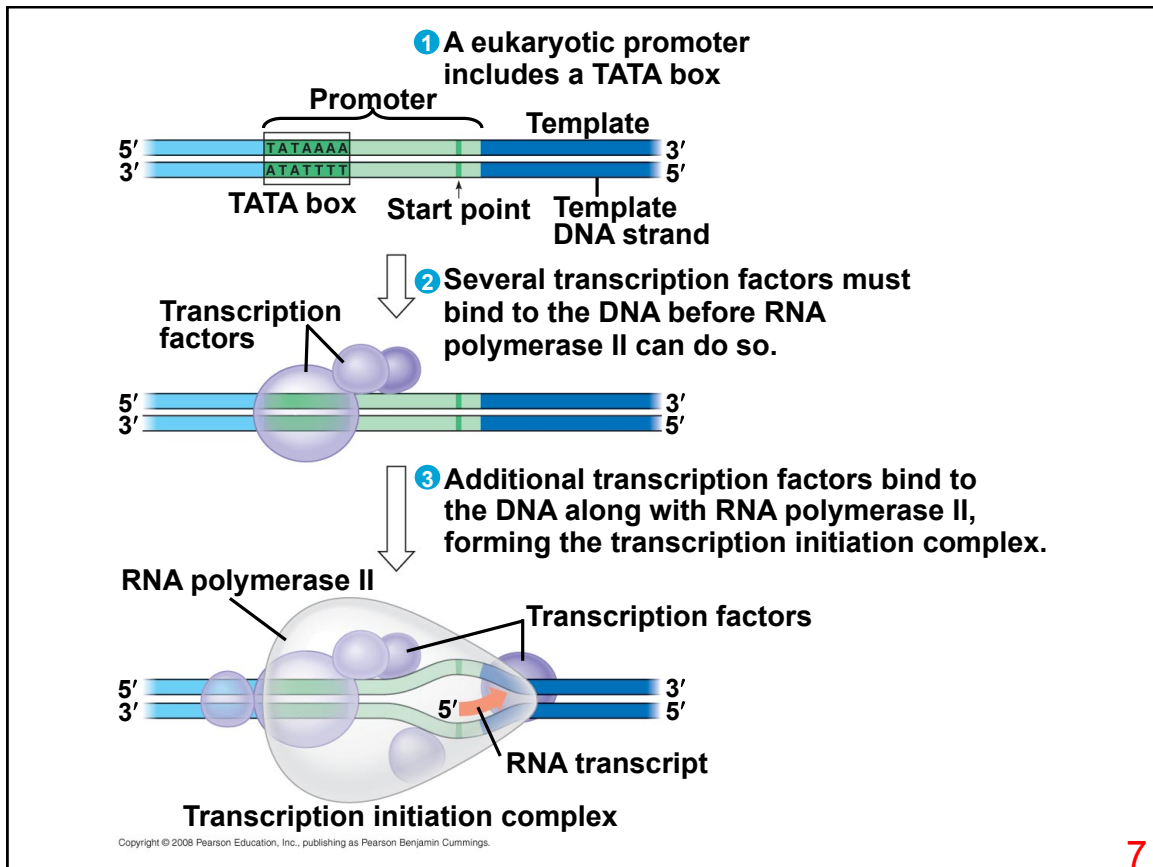 1 A eukaryotic promoter
includes a TATA box
Promoter
Template
5′ TATAAAA 3′
3′ ATATTTT 5′
TATA box
Start point
Template
DNA strand
2 Several transcription factors must
bind to the DNA before RNA
polymerase II can do so.
Transcription
factors
5′ 3′
3′ 5′
3 Additional transcription factors bind to
the DNA along with RNA polymerase II,
forming the transcription initiation complex.
RNA polymerase II
Transcription factors
5′ 3′
3′ 5′ 5′
RNA transcript
Transcription initiation complex
Copyright © 2008 Pearson Education, Inc., publishing as Pearson Benjamin Cummings.
7